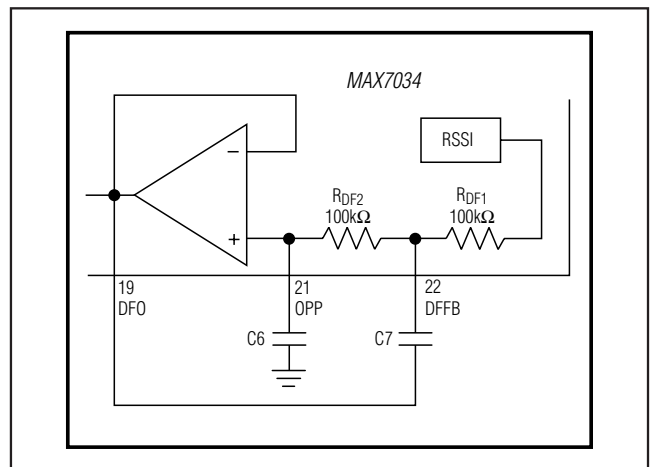 MAX7034
RSSI
RDF2
100kΩ
RDF1
100kΩ
−
+
19
DFO
21
OPP
22
DFFB
C6
C7